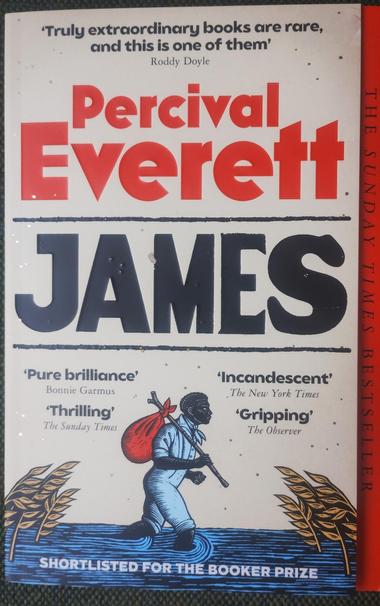 ‘Truly extraordinary books are rare,
and this is one of them’
Roddy Doyle
Percival
Everett
JAMES
‘Pure brilliance’
Bonnie Garmus
‘Thrilling’
The Sunday Times
‘Incandescent’
The New York Times
‘Gripping’
The Observer
SHORTLISTED FOR THE BOOKER PRIZE
THE SUNDAY TIMES BESTSELLER